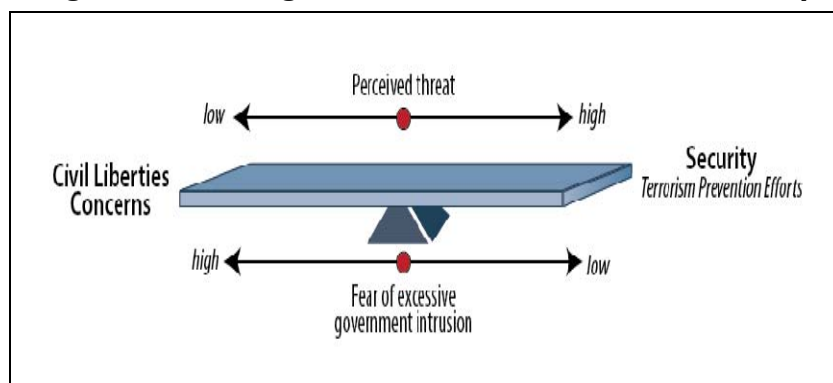 Perceived threat
low
high
Civil Liberties
Concerns
Security
Terrorism Prevention Efforts
high
low
Fear of excessive
government intrusion